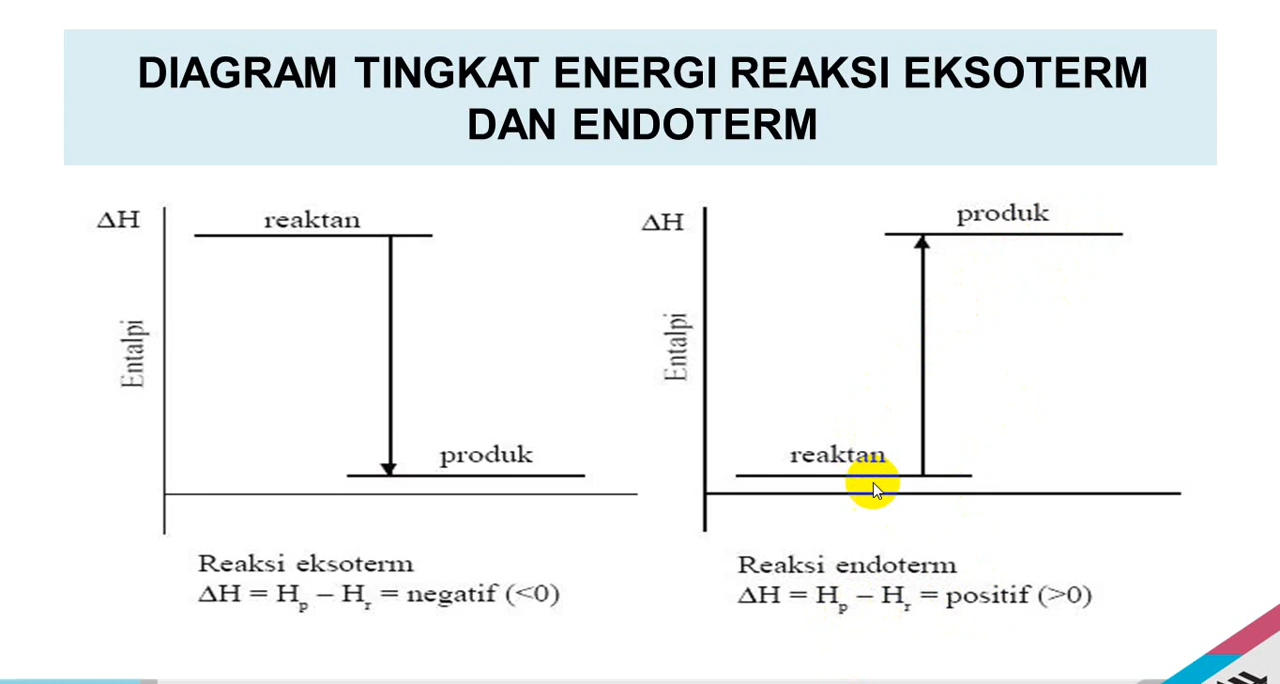 DIAGRAM TINGKAT ENERGI REAKSI EKSOTERM
DAN ENDOTERM
ΔH
reaktan
Entalpi
produk
Reaksi eksoterm
ΔH = Hp – Hr = negatif (<0)
ΔH
produk
Entalpi
reaktan
Reaksi endoterm
ΔH = Hp – Hr = positif (>0)